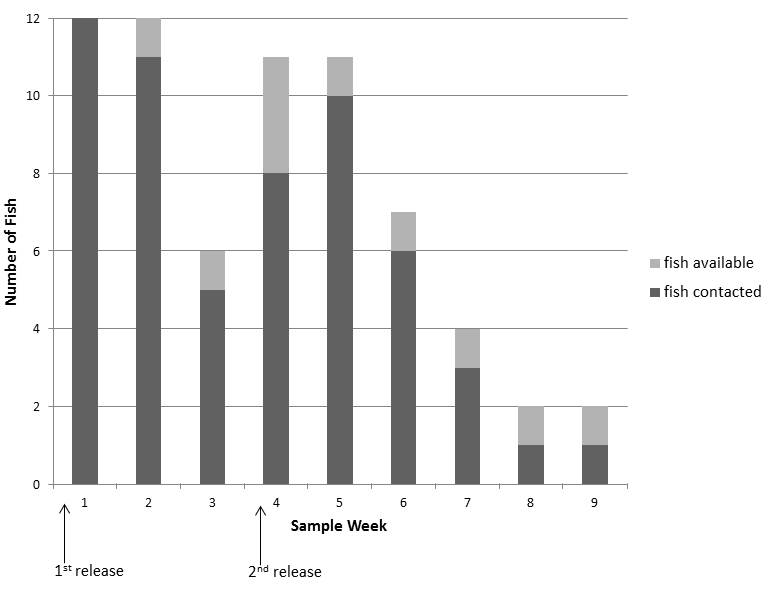 12
10
8
6
4
2
0
Number of Fish
1 2 3 4 5 6 7 8 9
Sample Week
1st release
2nd release
fish available
fish contacted